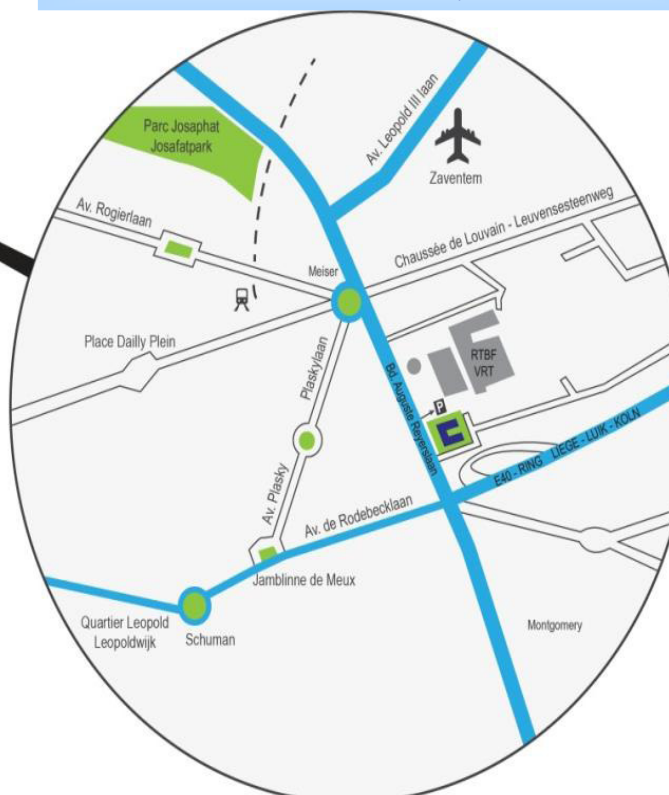 Parc Josaphat
Josafatpark
Av. Leopold III laan
Zaventem
Av. Rogierlaan
Chaussée de Louvain - Leuvensesteenweg
Meiser
Place Dailly Plein
Plaskylaan
RTBF
VRT
Bd. Auguste Reyerslaan
P
E40 - RING LIEGE - LUIK - KOLN
Av. Plasky
Av. de Rodebecklaan
Jamblinne de Meux
Quartier Leopold
Leopoldwijk
Schuman
Montgomery